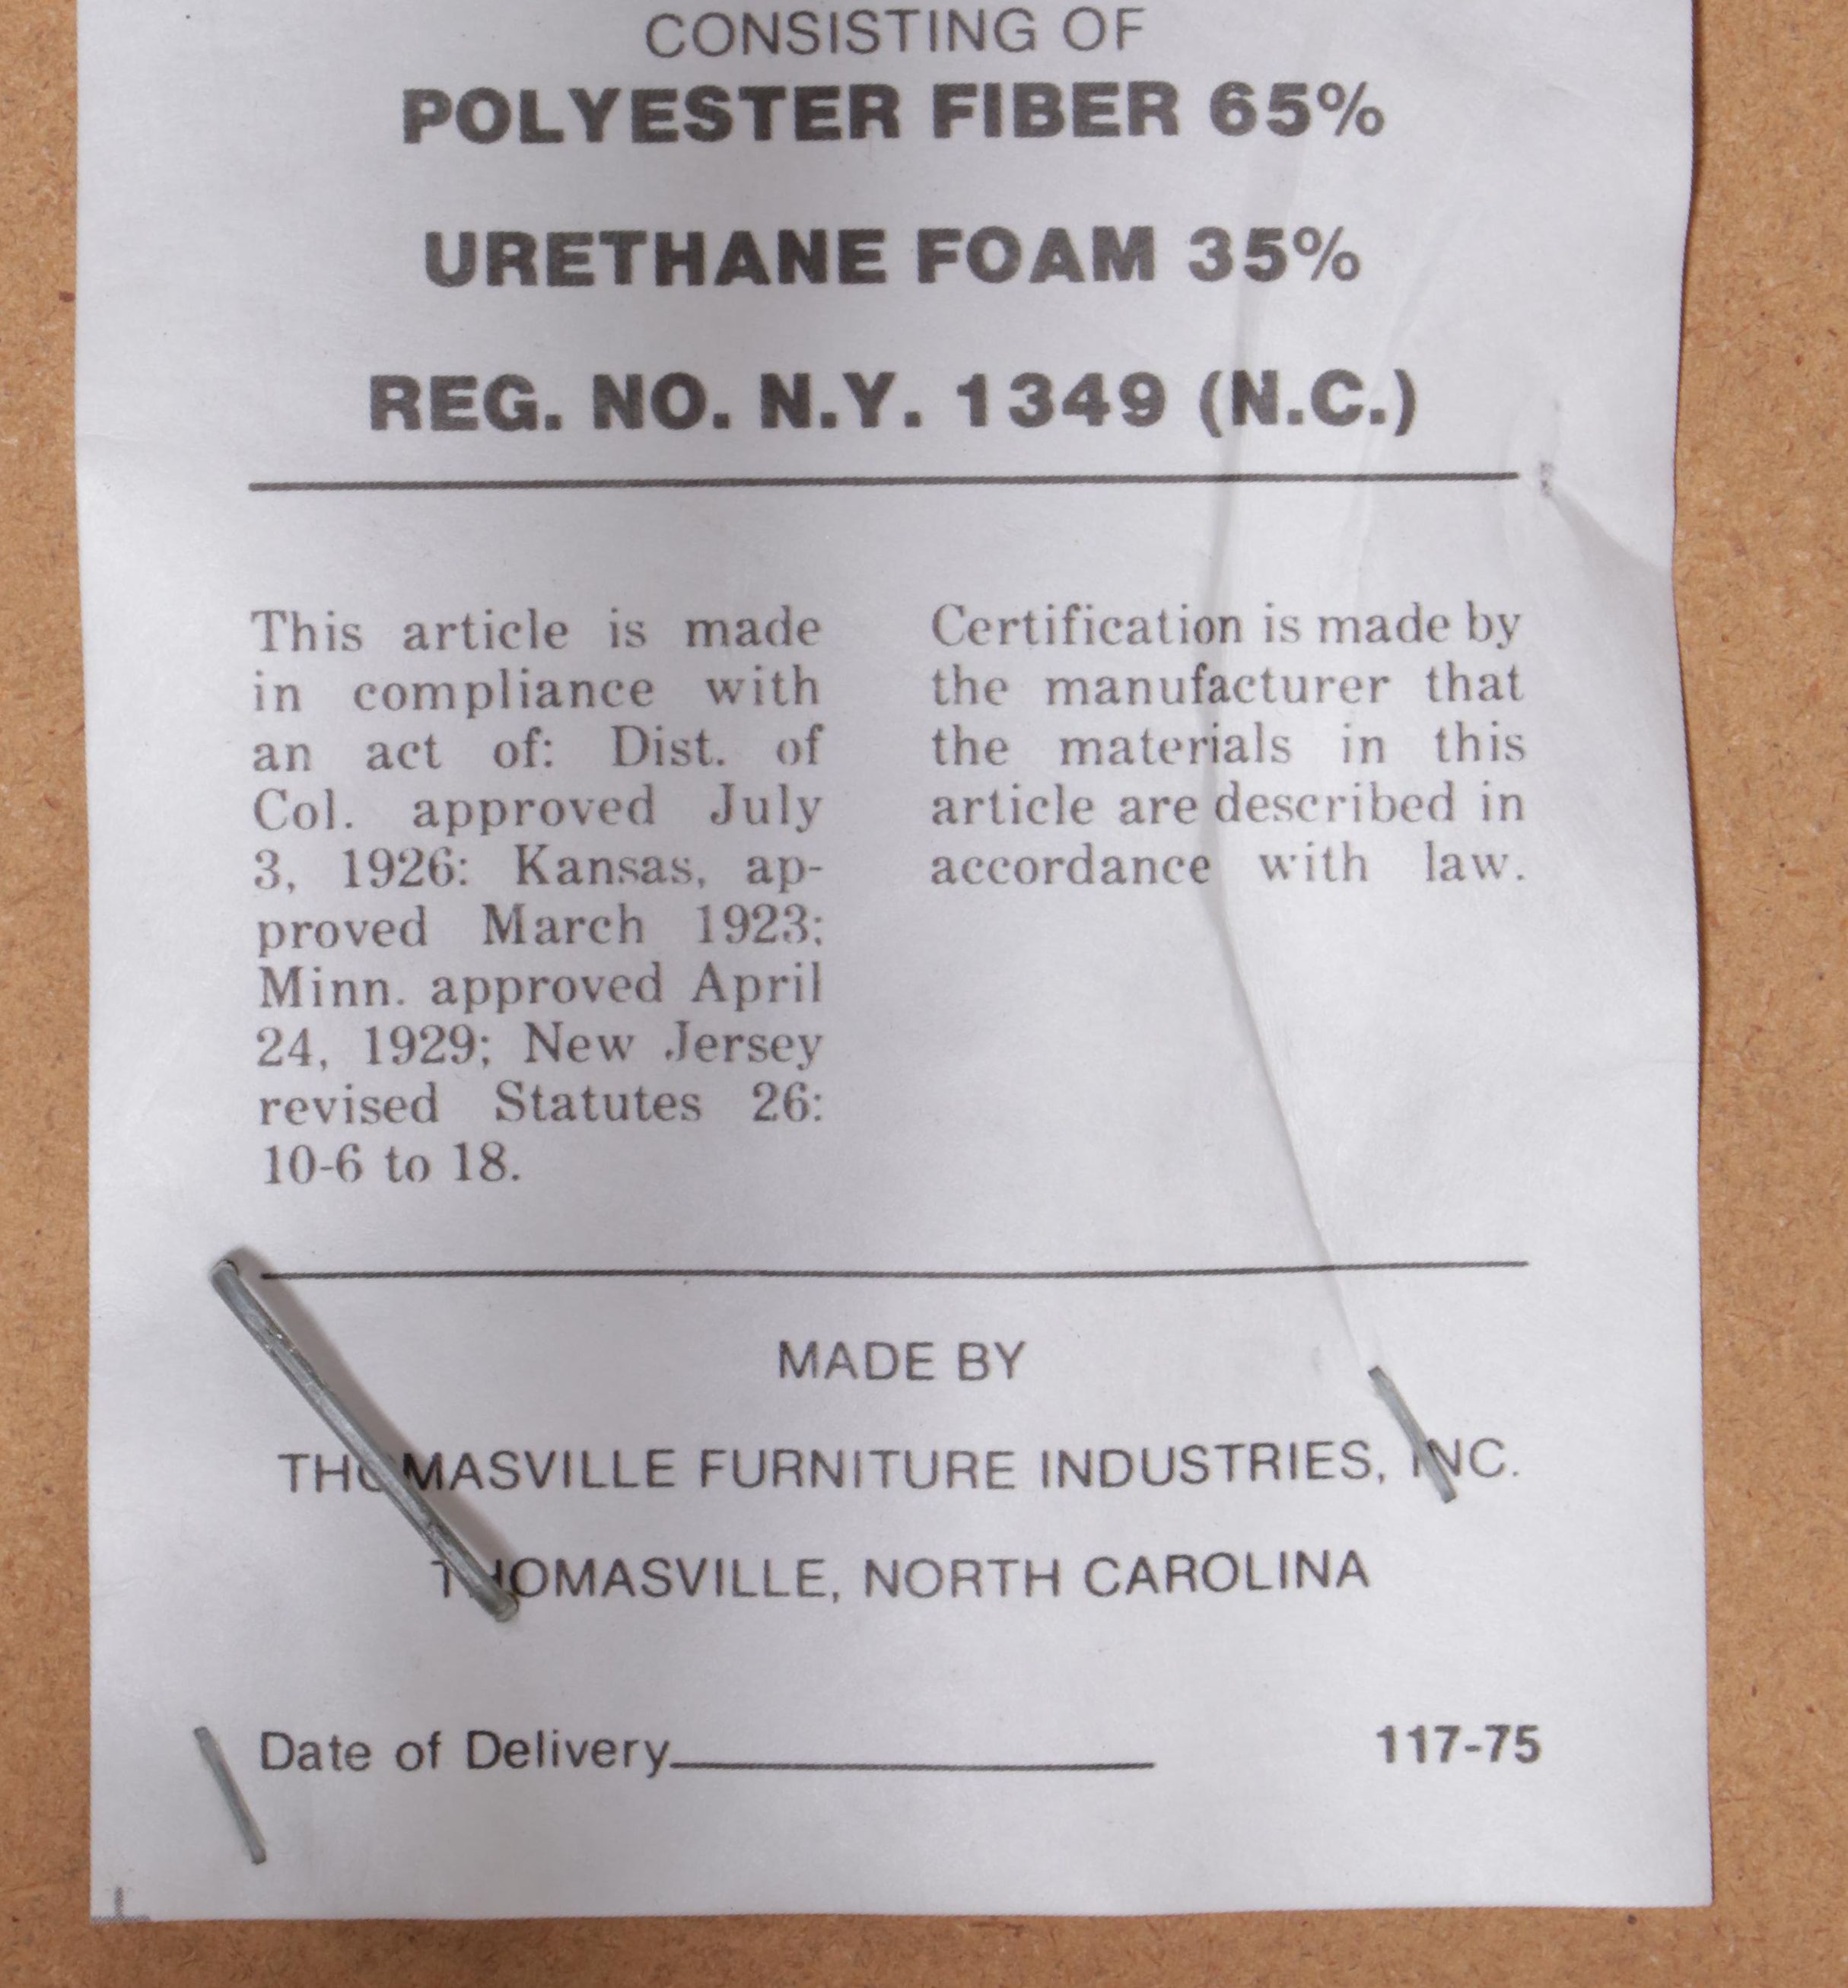 CONSISTING OF
POLYESTER FIBER 65%
URETHANE FOAM 35%
REG. NO. N.Y. 1349 (N.C.)
This article is made
in compliance with
an act of: Dist. of
Col. approved July
3, 1926: Kansas, ap-
proved March 1923;
Minn. approved April
24, 1929; New Jersey
revised Statutes 26:
10-6 to 18.
Certification is made by
the manufacturer that
the materials in this
article are described in
accordance with law.
MADE BY
THOMASVILLE FURNITURE INDUSTRIES, INC.
THOMASVILLE, NORTH CAROLINA
Date of Delivery
117-75